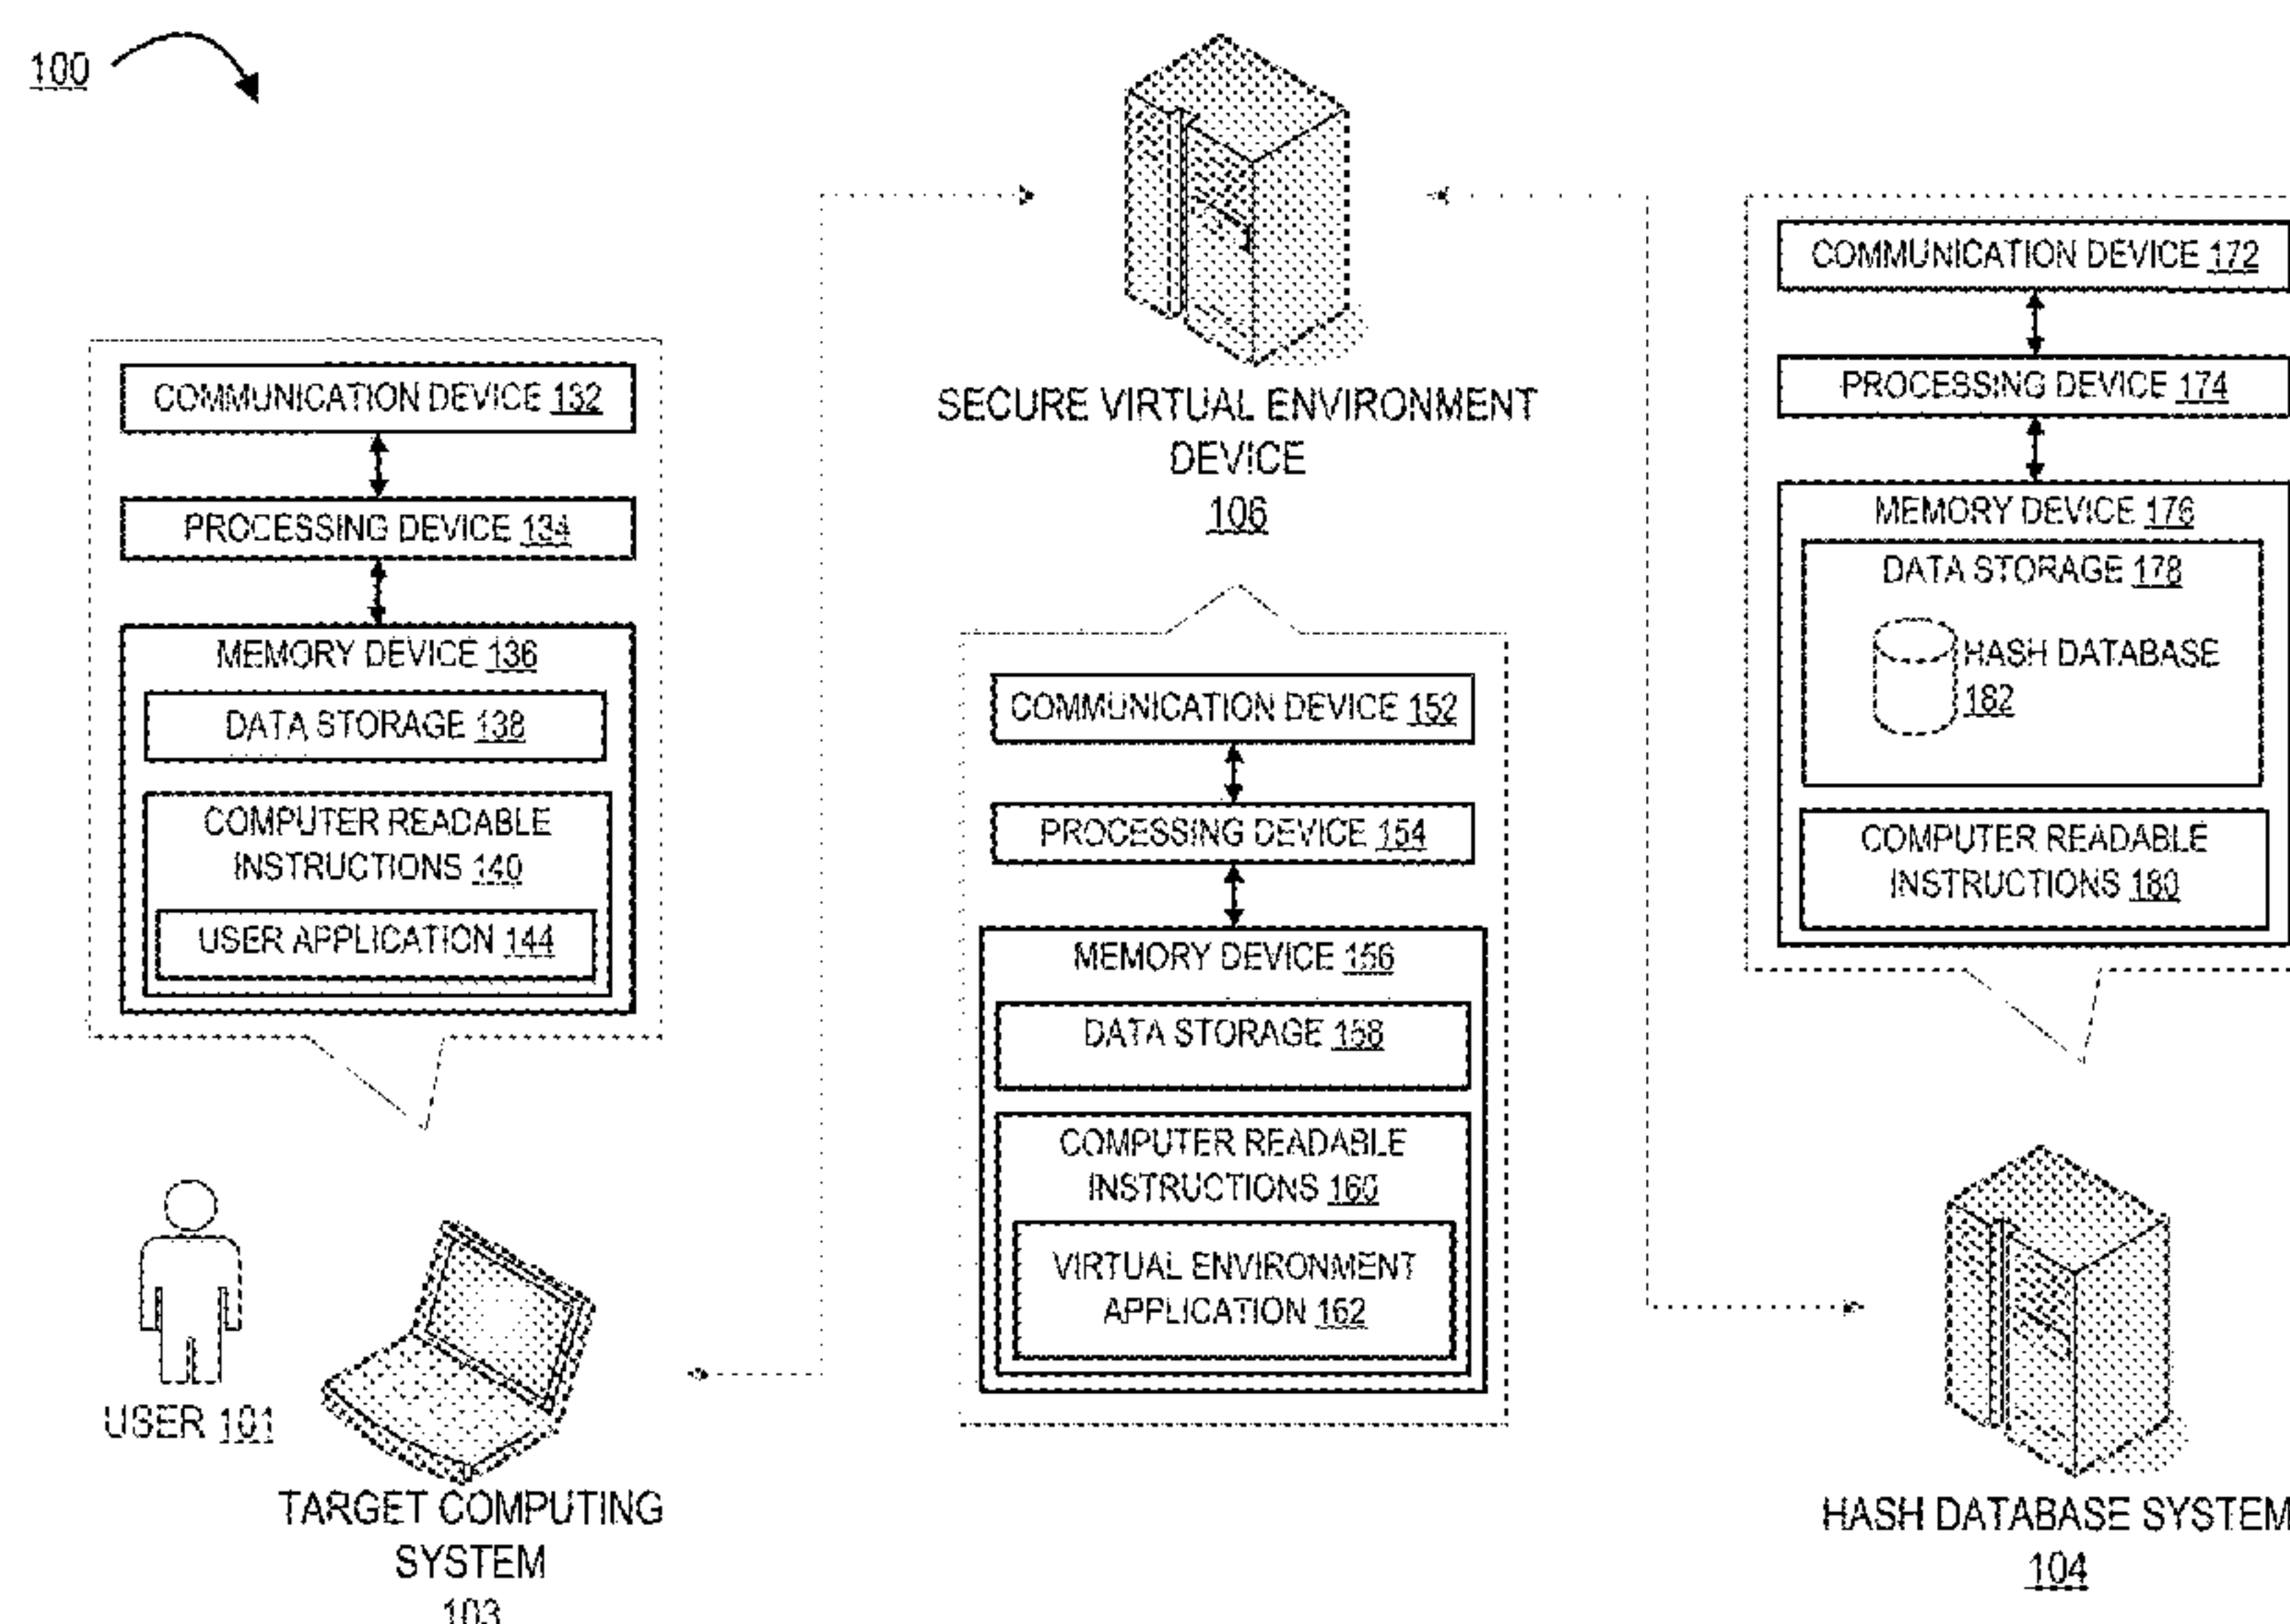 100
COMMUNICATION DEVICE 132
PROCESSING DEVICE 134
MEMORY DEVICE 136
DATA STORAGE 138
COMPUTER READABLE
INSTRUCTIONS 140
USER APPLICATION 144
USER 101
TARGET COMPUTING
SYSTEM
103
SECURE VIRTUAL ENVIRONMENT
DEVICE
106
COMMUNICATION DEVICE 152
PROCESSING DEVICE 154
MEMORY DEVICE 156
DATA STORAGE 158
COMPUTER READABLE
INSTRUCTIONS 160
VIRTUAL ENVIRONMENT
APPLICATION 162
COMMUNICATION DEVICE 172
PROCESSING DEVICE 174
MEMORY DEVICE 176
DATA STORAGE 178
HASH DATABASE
182
COMPUTER READABLE
INSTRUCTIONS 180
HASH DATABASE SYSTEM
104